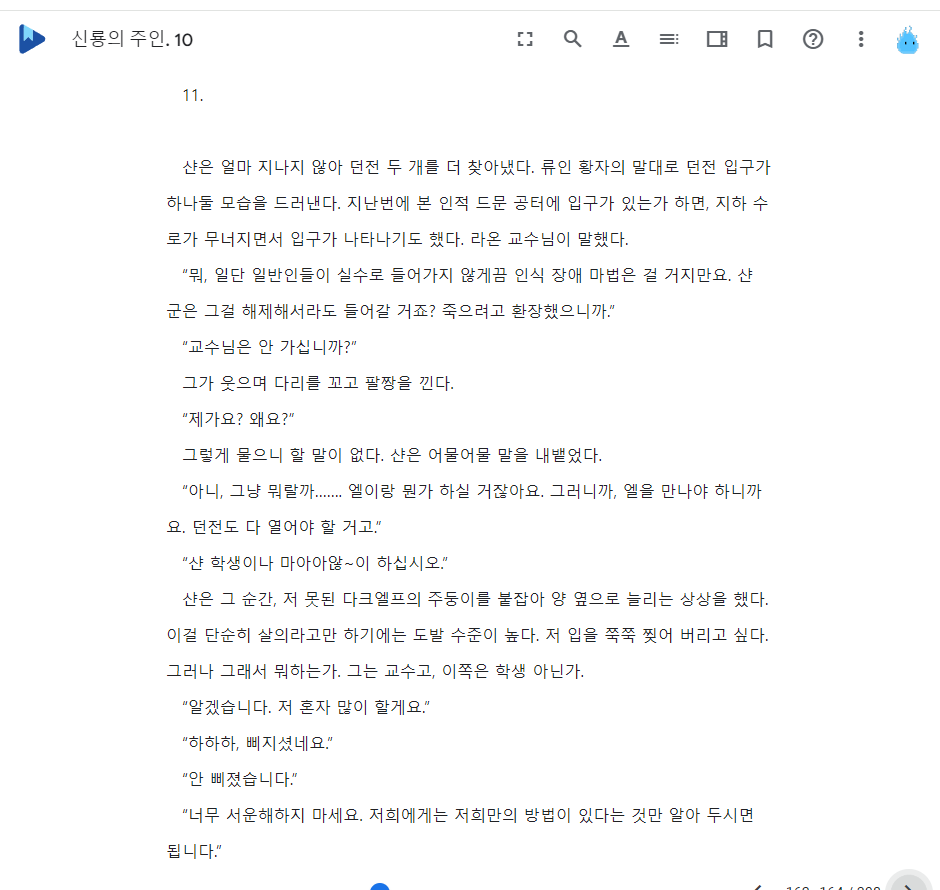 신룡의 주인. 10
11.
샨은 얼마 지나지 않아 던전 두 개를 더 찾아냈다. 류인 황자의 말대로 던전 입구가
하나둘 모습을 드러낸다. 지난번에 본 인적 드문 공터에 입구가 있는가 하면, 지하 수
로가 무너지면서 입구가 나타나기도 했다. 라온 교수님이 말했다.
“뭐, 일단 일반인들이 실수로 들어가지 않게끔 인식 장애 마법은 걸 거지만요. 샨
군은 그걸 해제해서라도 들어갈 거죠? 죽으려고 환장했으니까.”
“교수님은 안 가십니까?”
그가 웃으며 다리를 꼬고 팔짱을 낀다.
“제가요? 왜요?”
그렇게 물으니 할 말이 없다. 샨은 어물어물 말을 내뱉었다.
“아니, 그냥 뭐랄까....... 엘이랑 뭔가 하실 거잖아요. 그러니까, 엘을 만나야 하니까
요. 던전도 다 열어야 할 거고.”
“샨 학생이나 마아아않~이 하십시오.”
샨은 그 순간, 저 못된 다크엘프의 주둥이를 붙잡아 양 옆으로 늘리는 상상을 했다.
이걸 단순히 살의라고만 하기에는 도발 수준이 높다. 저 입을 쭉쭉 찢어 버리고 싶다.
그러나 그래서 뭐하는가. 그는 교수고, 이쪽은 학생 아닌가.
“알겠습니다. 저 혼자 많이 할게요.”
“하하하, 삐지셨네요.”
“안 삐졌습니다.”
“너무 서운해하지 마세요. 저희에게는 저희만의 방법이 있다는 것만 알아 두시면
됩니다.”